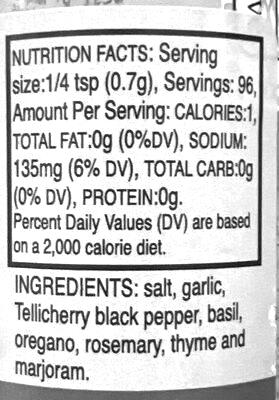 NUTRITION FACTS: Serving
size:1/4 tsp (0.7g), Servings: 96,
Amount Per Serving: CALORIES:1,
TOTAL FAT:0g (0%DV), SODIUM:
135mg (6% DV), TOTAL CARB:0g
(0% DV), PROTEIN:0g.
Percent Daily Values (DV) are based
on a 2,000 calorie diet.
INGREDIENTS: salt, garlic,
Tellicherry black pepper, basil,
oregano, rosemary, thyme and
marjoram.